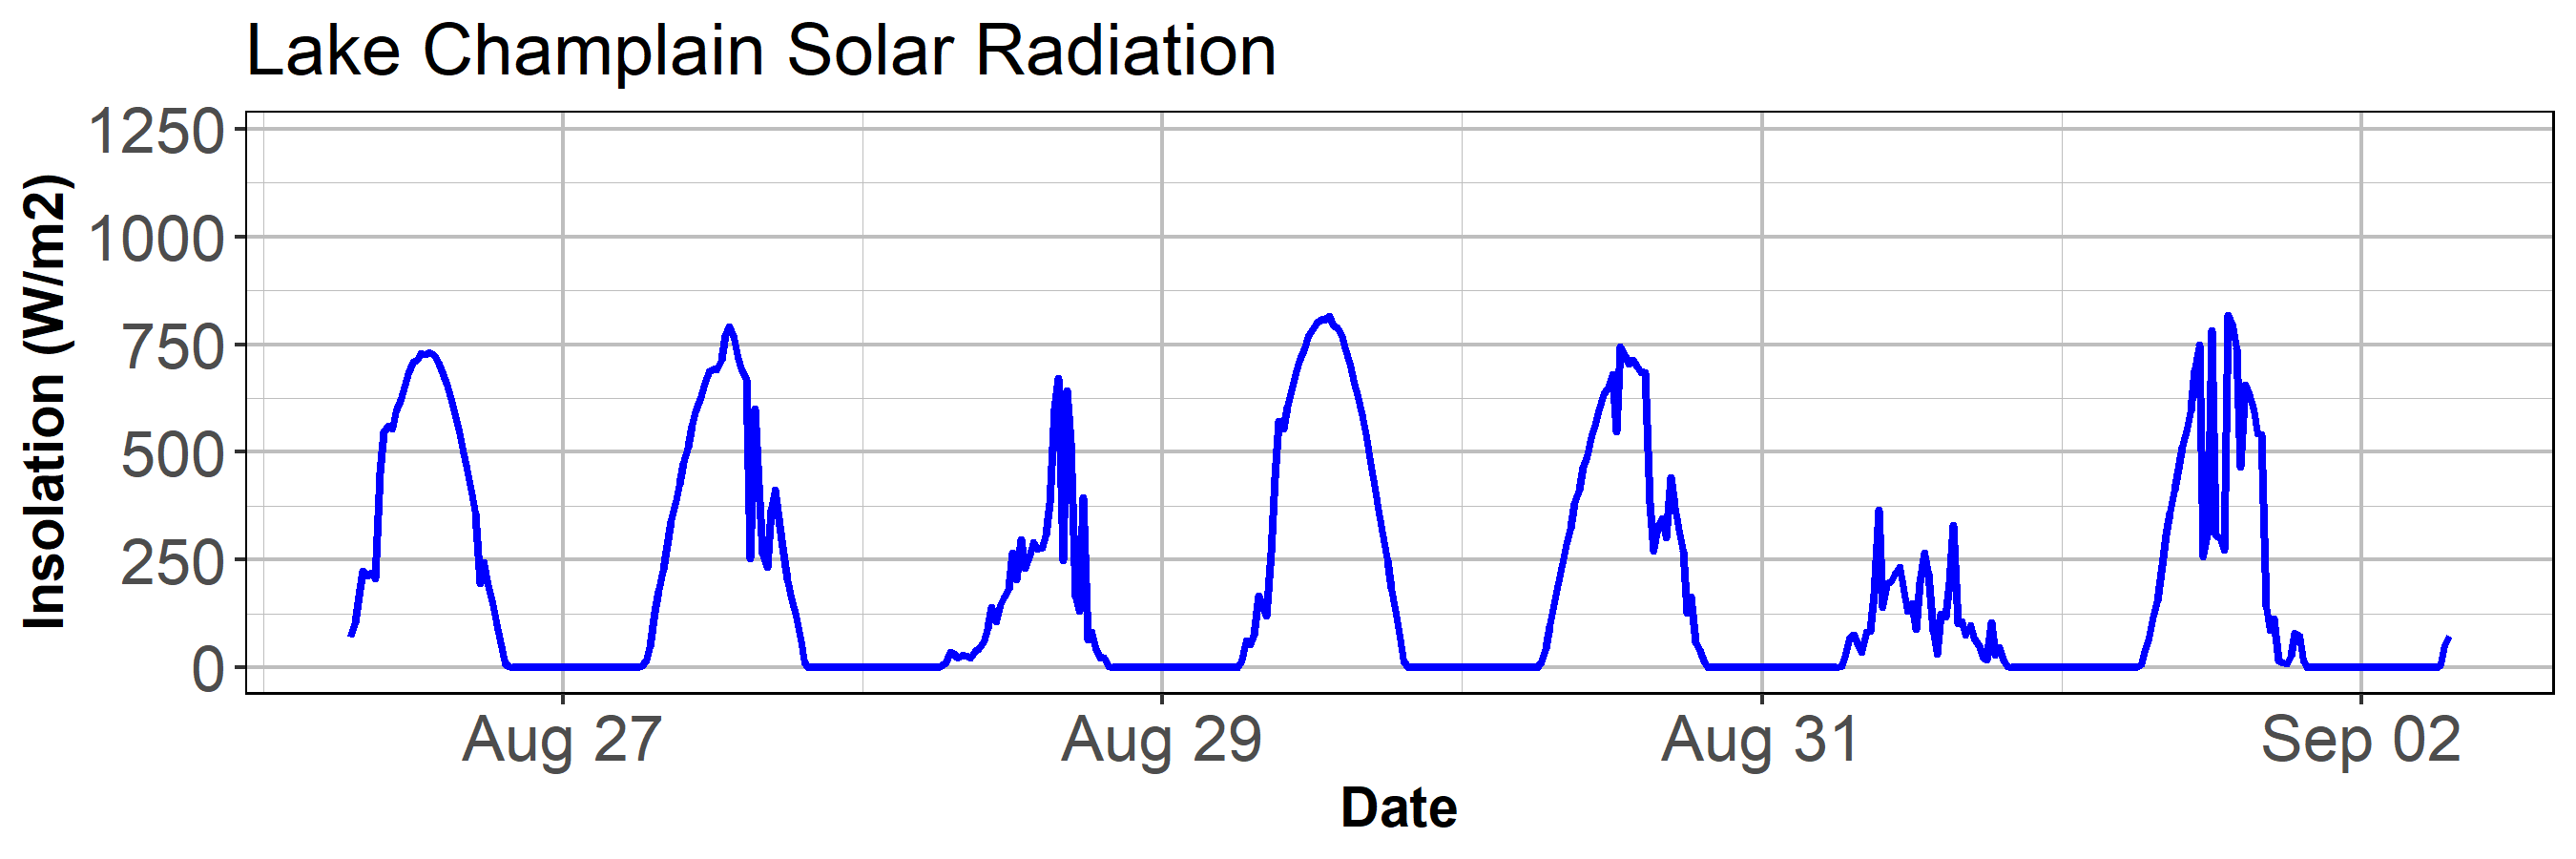 Lake Champlain Solar Radiation
Insolation (W/m2)
1250
1000
750
500
250
0
Aug 27 Aug 29 Aug 31 Sep 02
Date